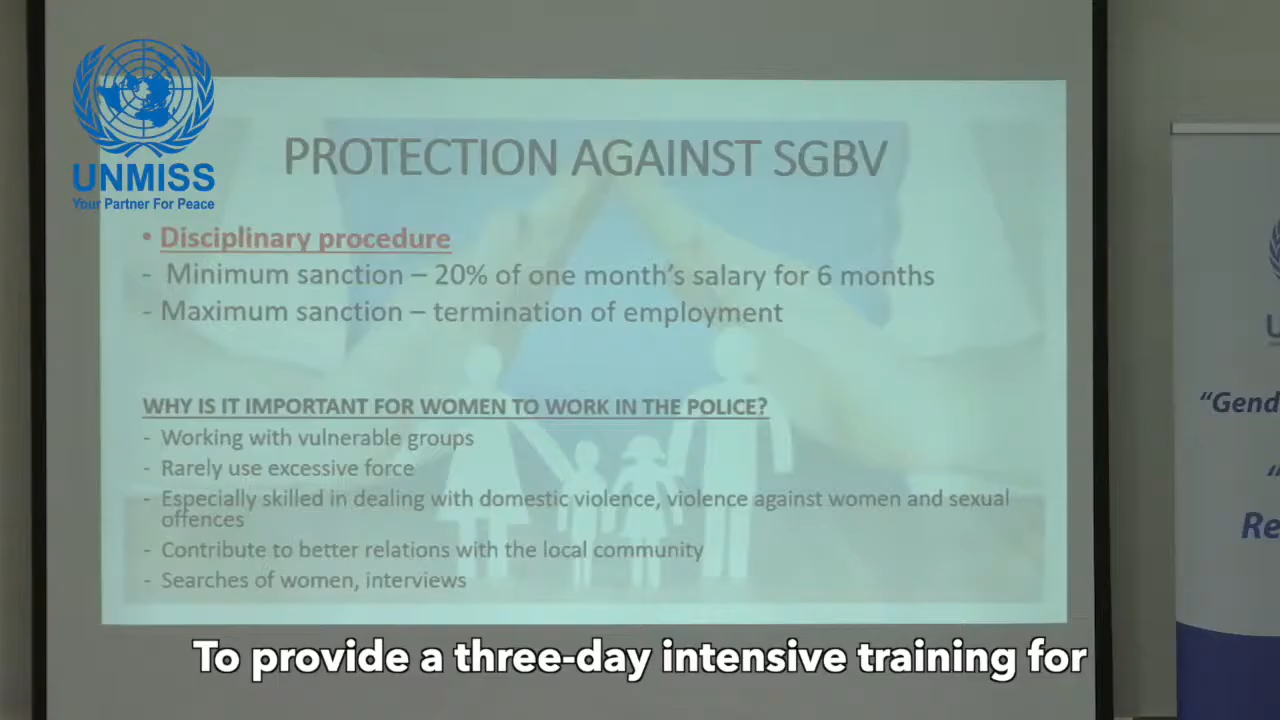 UNMISS
Your Partner For Peace
PROTECTION AGAINST SGBV
• Disciplinary procedure
- Minimum sanction – 20% of one month's salary for 6 months
- Maximum sanction – termination of employment
WHY IS IT IMPORTANT FOR WOMEN TO WORK IN THE POLICE?
- Working with vulnerable groups
- Rarely use excessive force
- Especially skilled in dealing with domestic violence, violence against women and sexual
offences
- Contribute to better relations with the local community
- Searches of women, interviews
“Gend
Re
To provide a three-day intensive training for